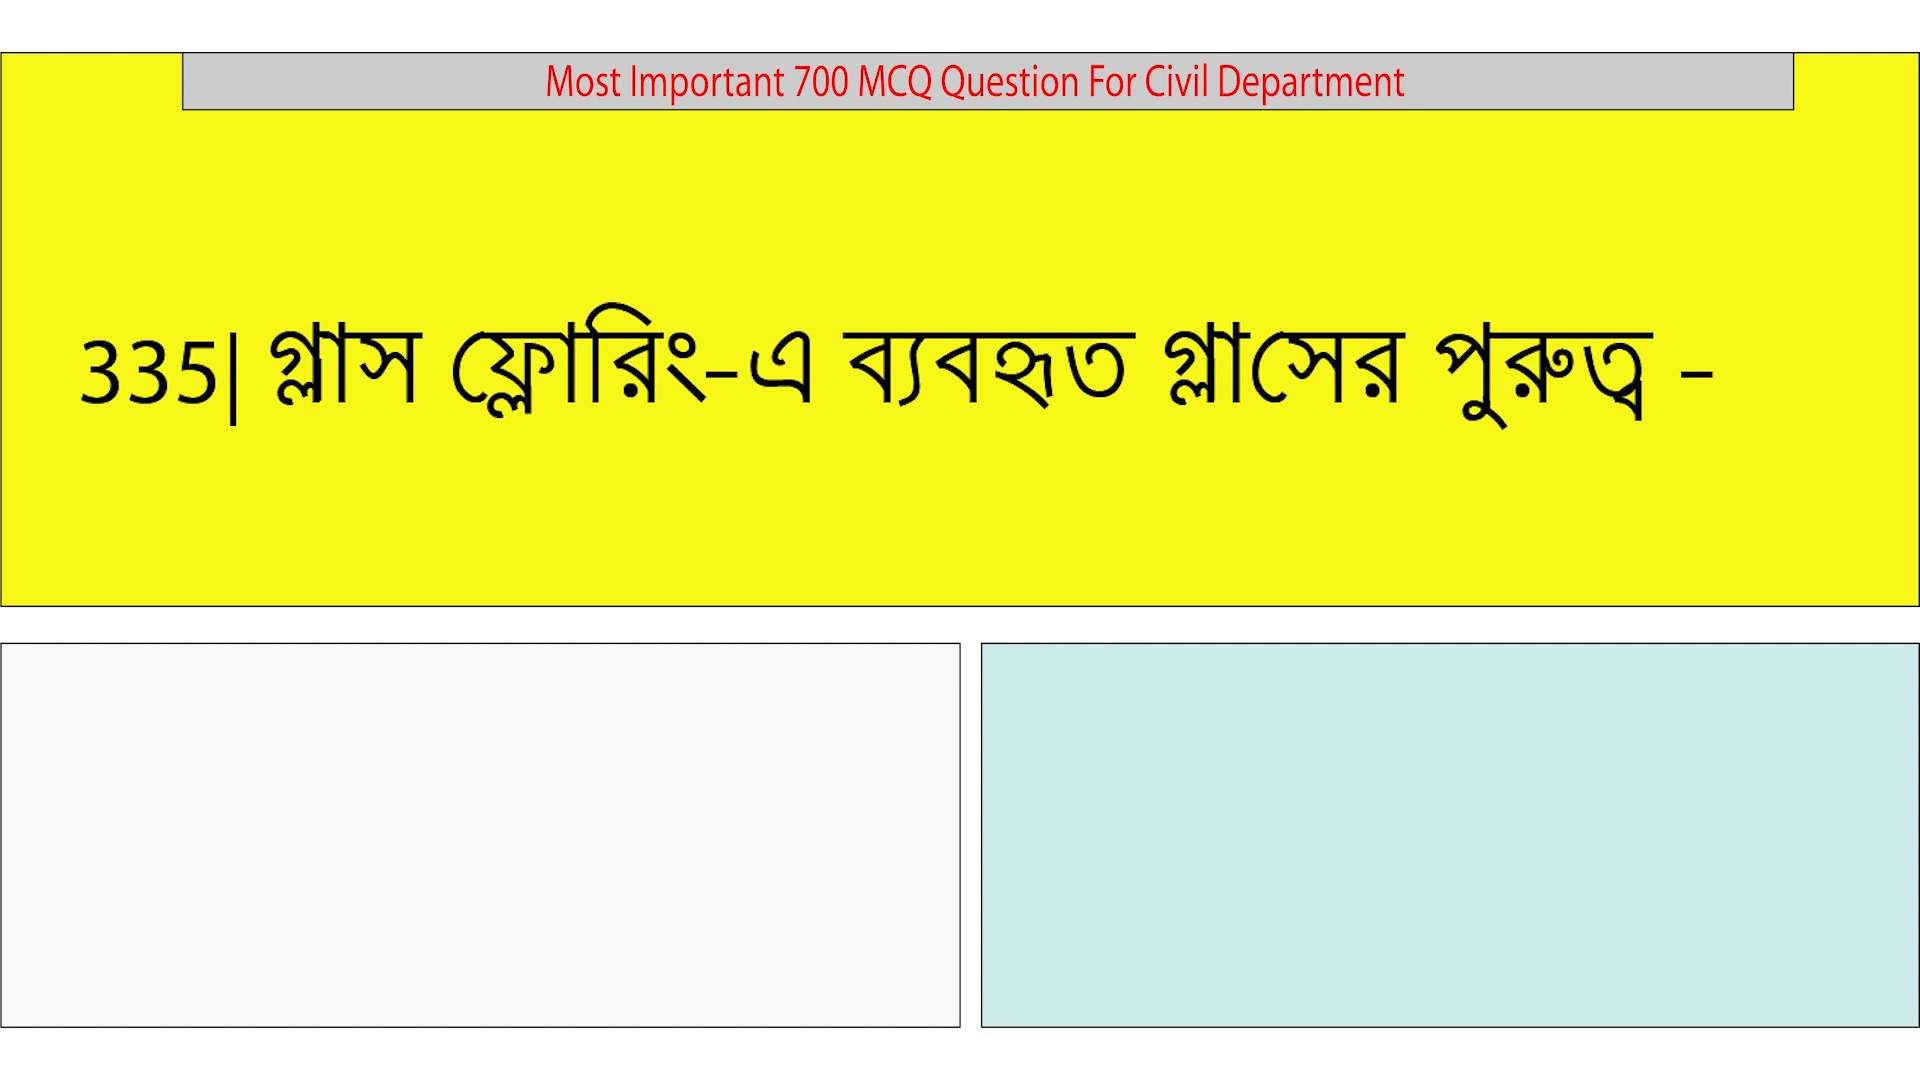 Most Important 700 MCQ Question For Civil Department
335| গ্লাস ফ্লোরিং-এ ব্যবহৃত গ্লাসের পুরুত্ব -